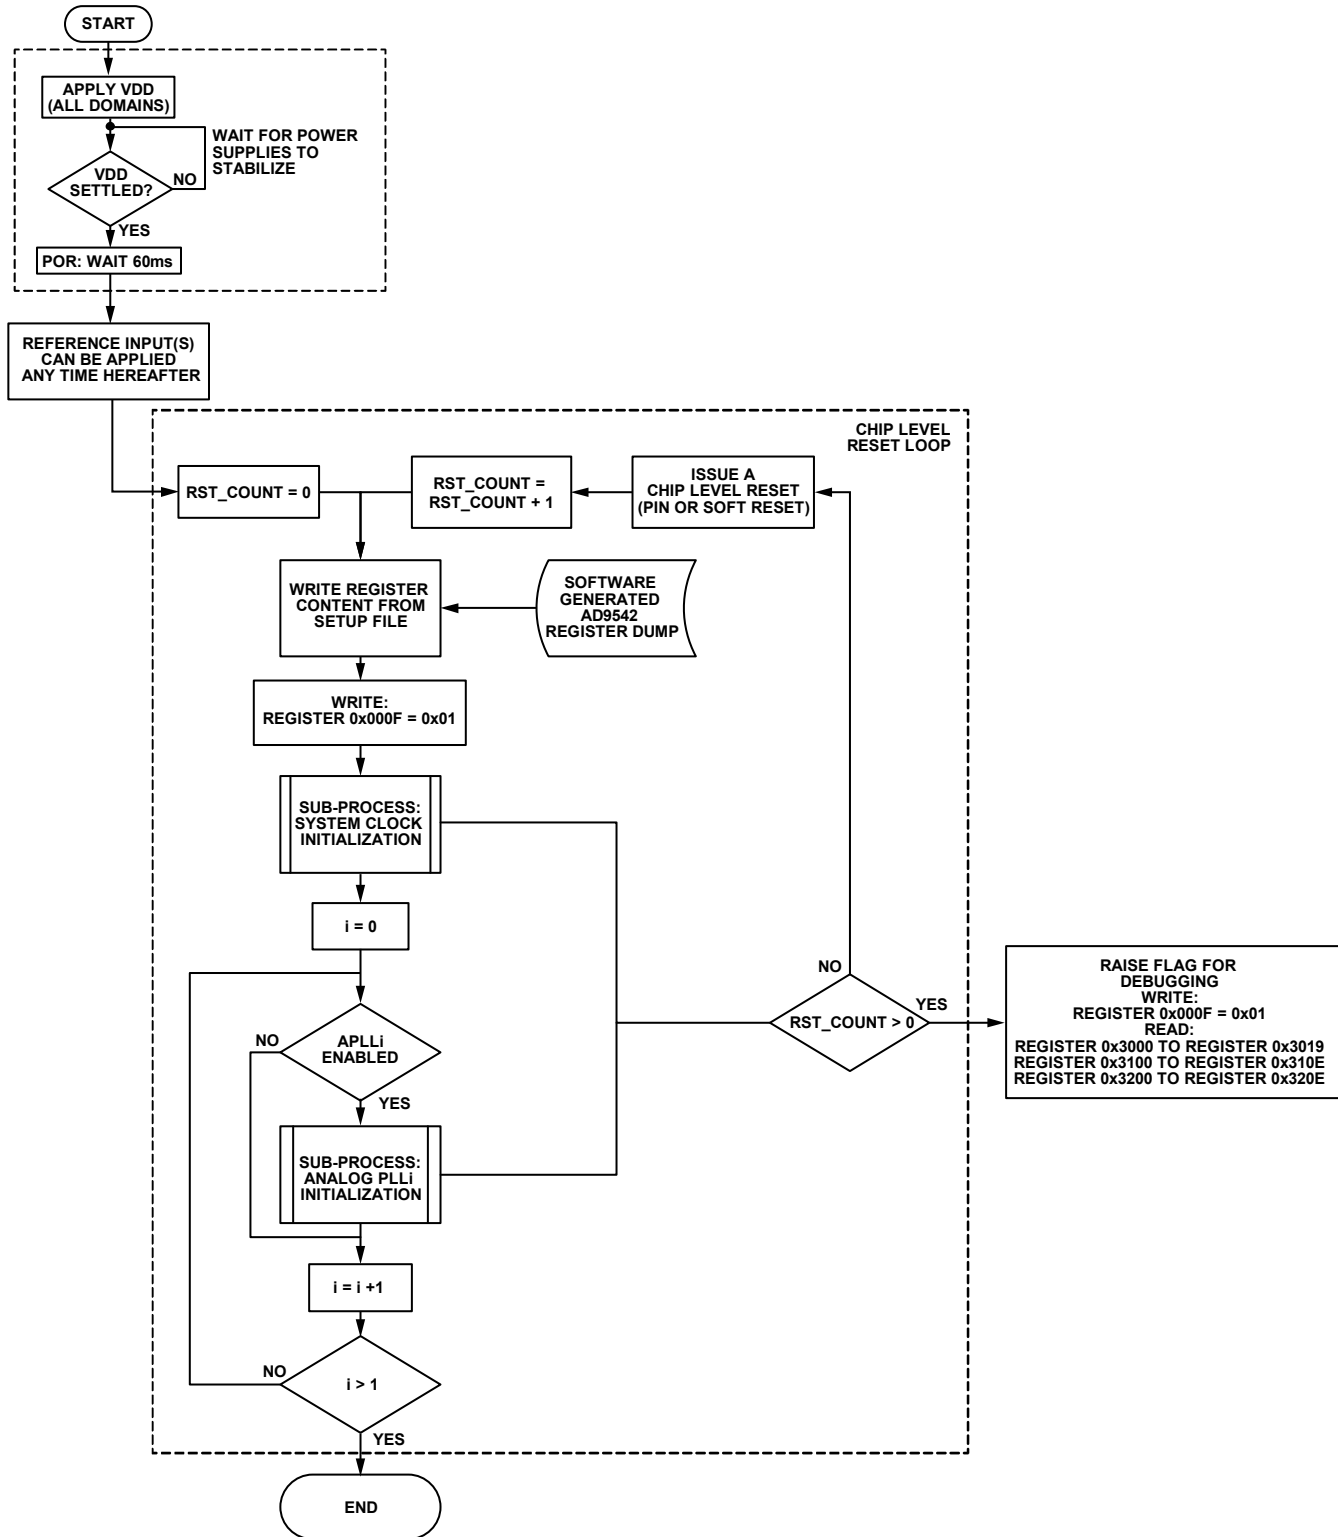 START
APPLY VDD
(ALL DOMAINS)
WAIT FOR POWER
SUPPLIES TO
STABILIZE
VDD
SETTLED?
NO
YES
POR: WAIT 60ms
REFERENCE INPUT(S)
CAN BE APPLIED
ANY TIME HEREAFTER
CHIP LEVEL
RESET LOOP
RST_COUNT = 0
RST_COUNT =
RST_COUNT + 1
ISSUE A
CHIP LEVEL RESET
(PIN OR SOFT RESET)
WRITE REGISTER
CONTENT FROM
SETUP FILE
SOFTWARE
GENERATED
AD9542
REGISTER DUMP
WRITE:
REGISTER 0x000F = 0x01
SUB-PROCESS:
SYSTEM CLOCK
INITIALIZATION
i = 0
NO
RST_COUNT > 0
YES
RAISE FLAG FOR
DEBUGGING
WRITE:
REGISTER 0x000F = 0x01
READ:
REGISTER 0x3000 TO REGISTER 0x3019
REGISTER 0x3100 TO REGISTER 0x310E
REGISTER 0x3200 TO REGISTER 0x320E
NO
APLLi
ENABLED
YES
SUB-PROCESS:
ANALOG PLLi
INITIALIZATION
i = i +1
NO
i > 1
YES
END